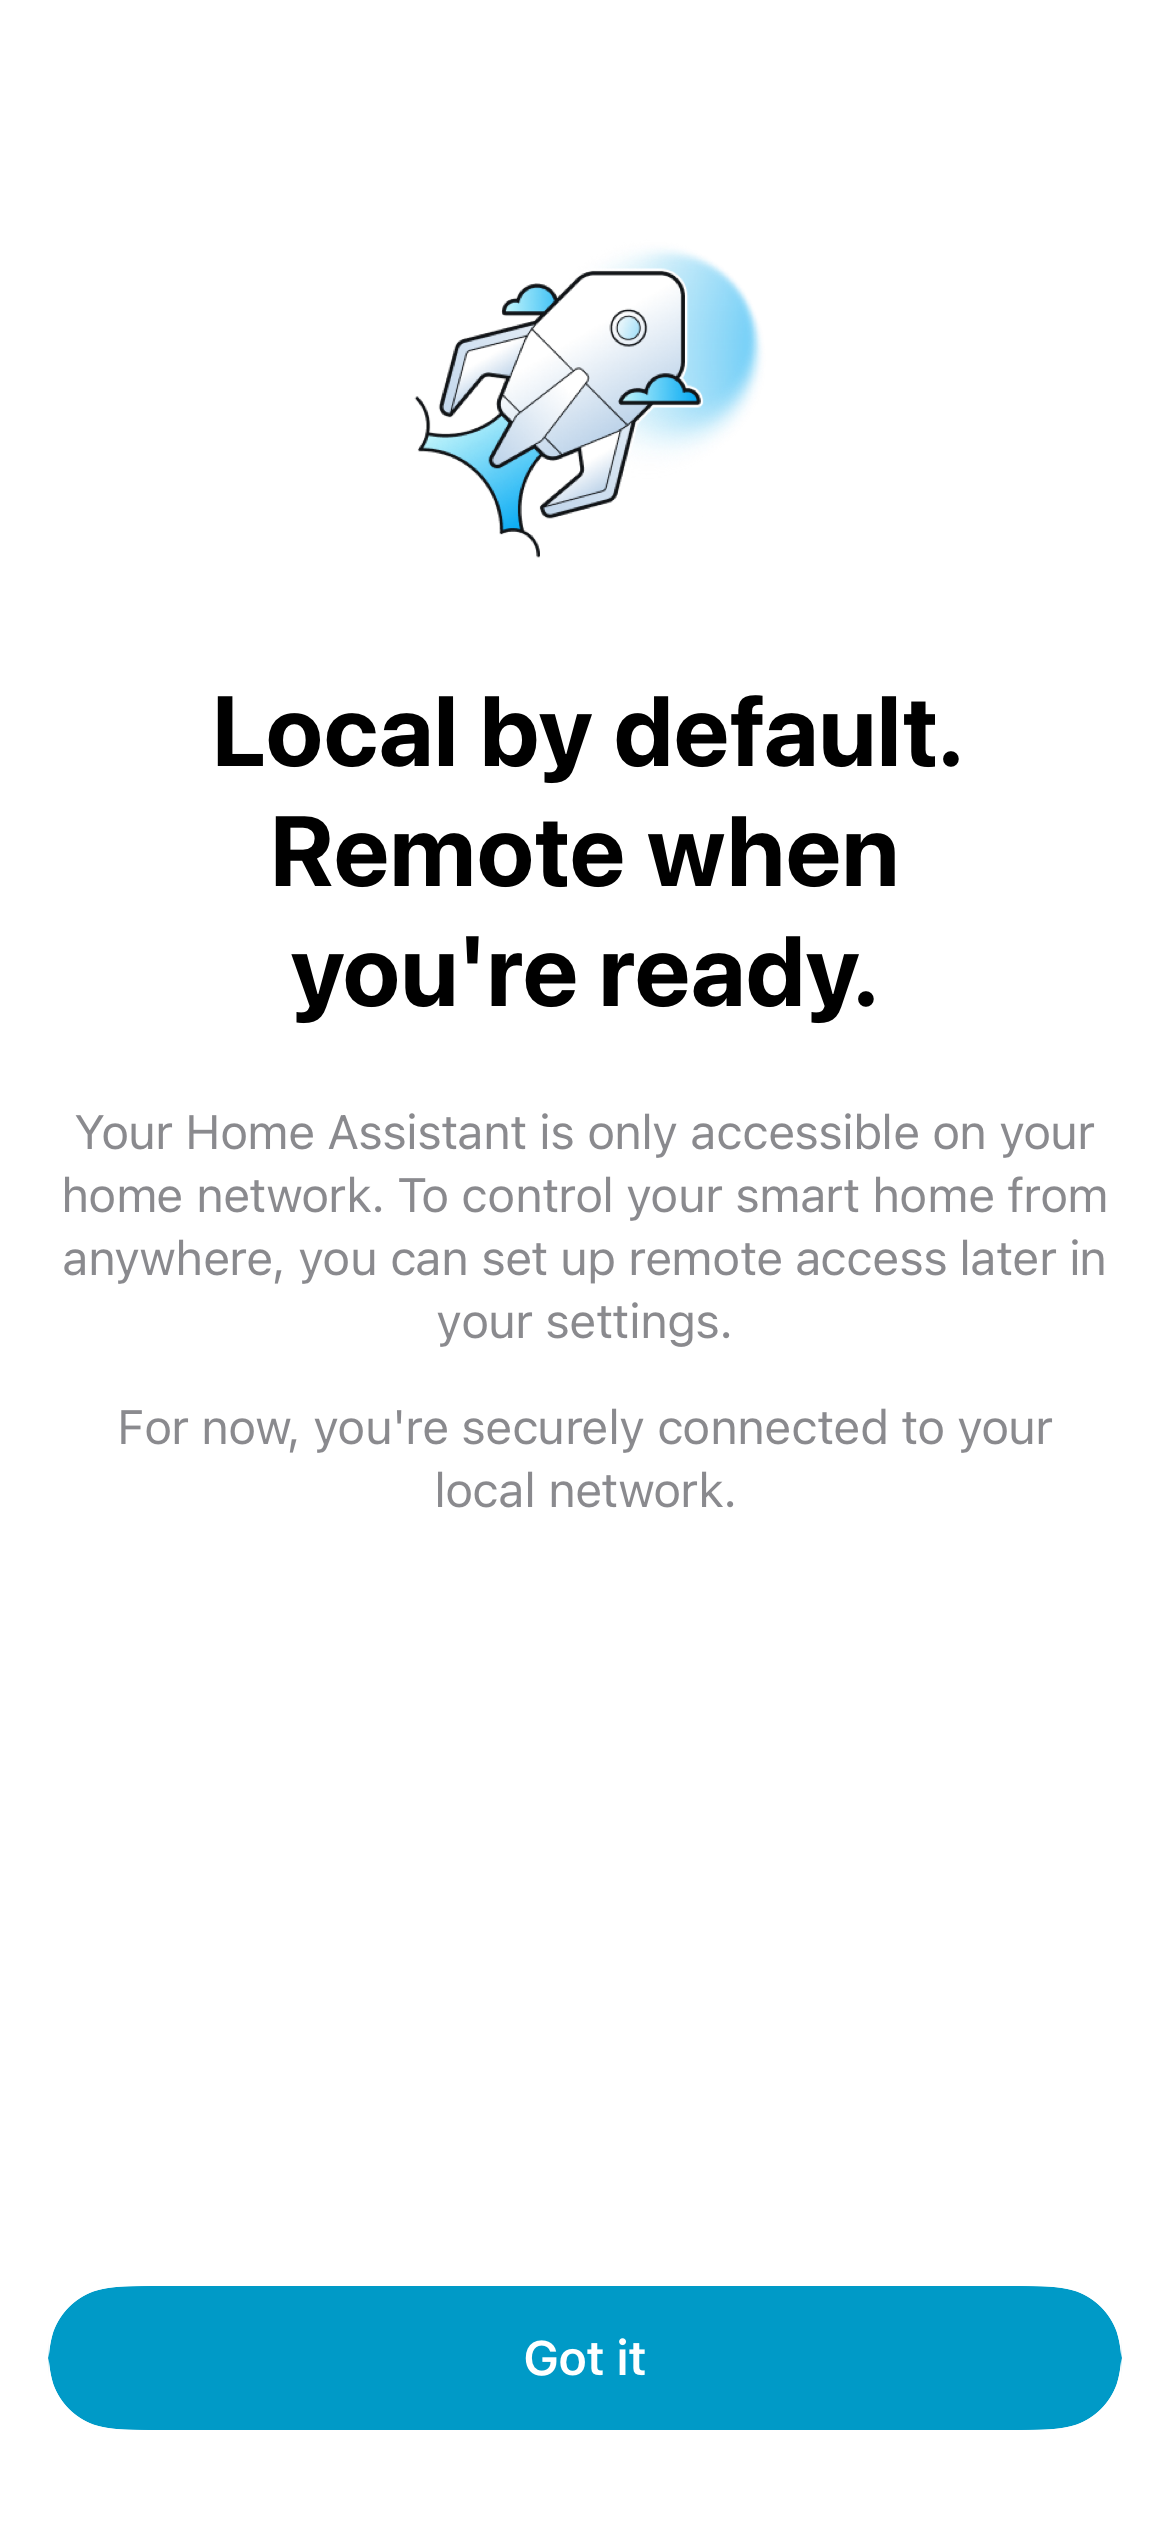 Local by default.
Remote when
you're ready.
Your Home Assistant is only accessible on your
home network. To control your smart home from
anywhere, you can set up remote access later in
your settings.
For now, you're securely connected to your
local network.
Got it